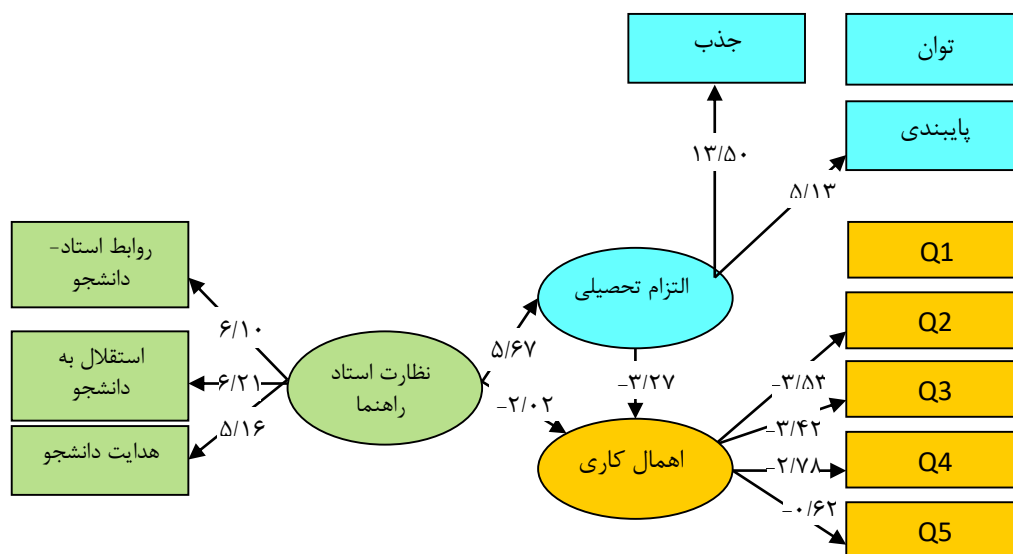 جذب
توان
پایبندی
۱۳/۵۰
۵/۱۳
روابط استاد-
دانشجو
۶/۱۰
استقلال به
دانشجو
۶/۲۱
هدایت دانشجو
۵/۱۶
نظارت استاد
راهنما
۵/۶۷
-۲/۰۲
التزام تحصیلی
-۳/۲۷
اهمال کاری
Q1
Q2
-۳/۵۳
Q3
-۳/۴۲
Q4
-۲/۷۸
Q5
-۰/۶۲